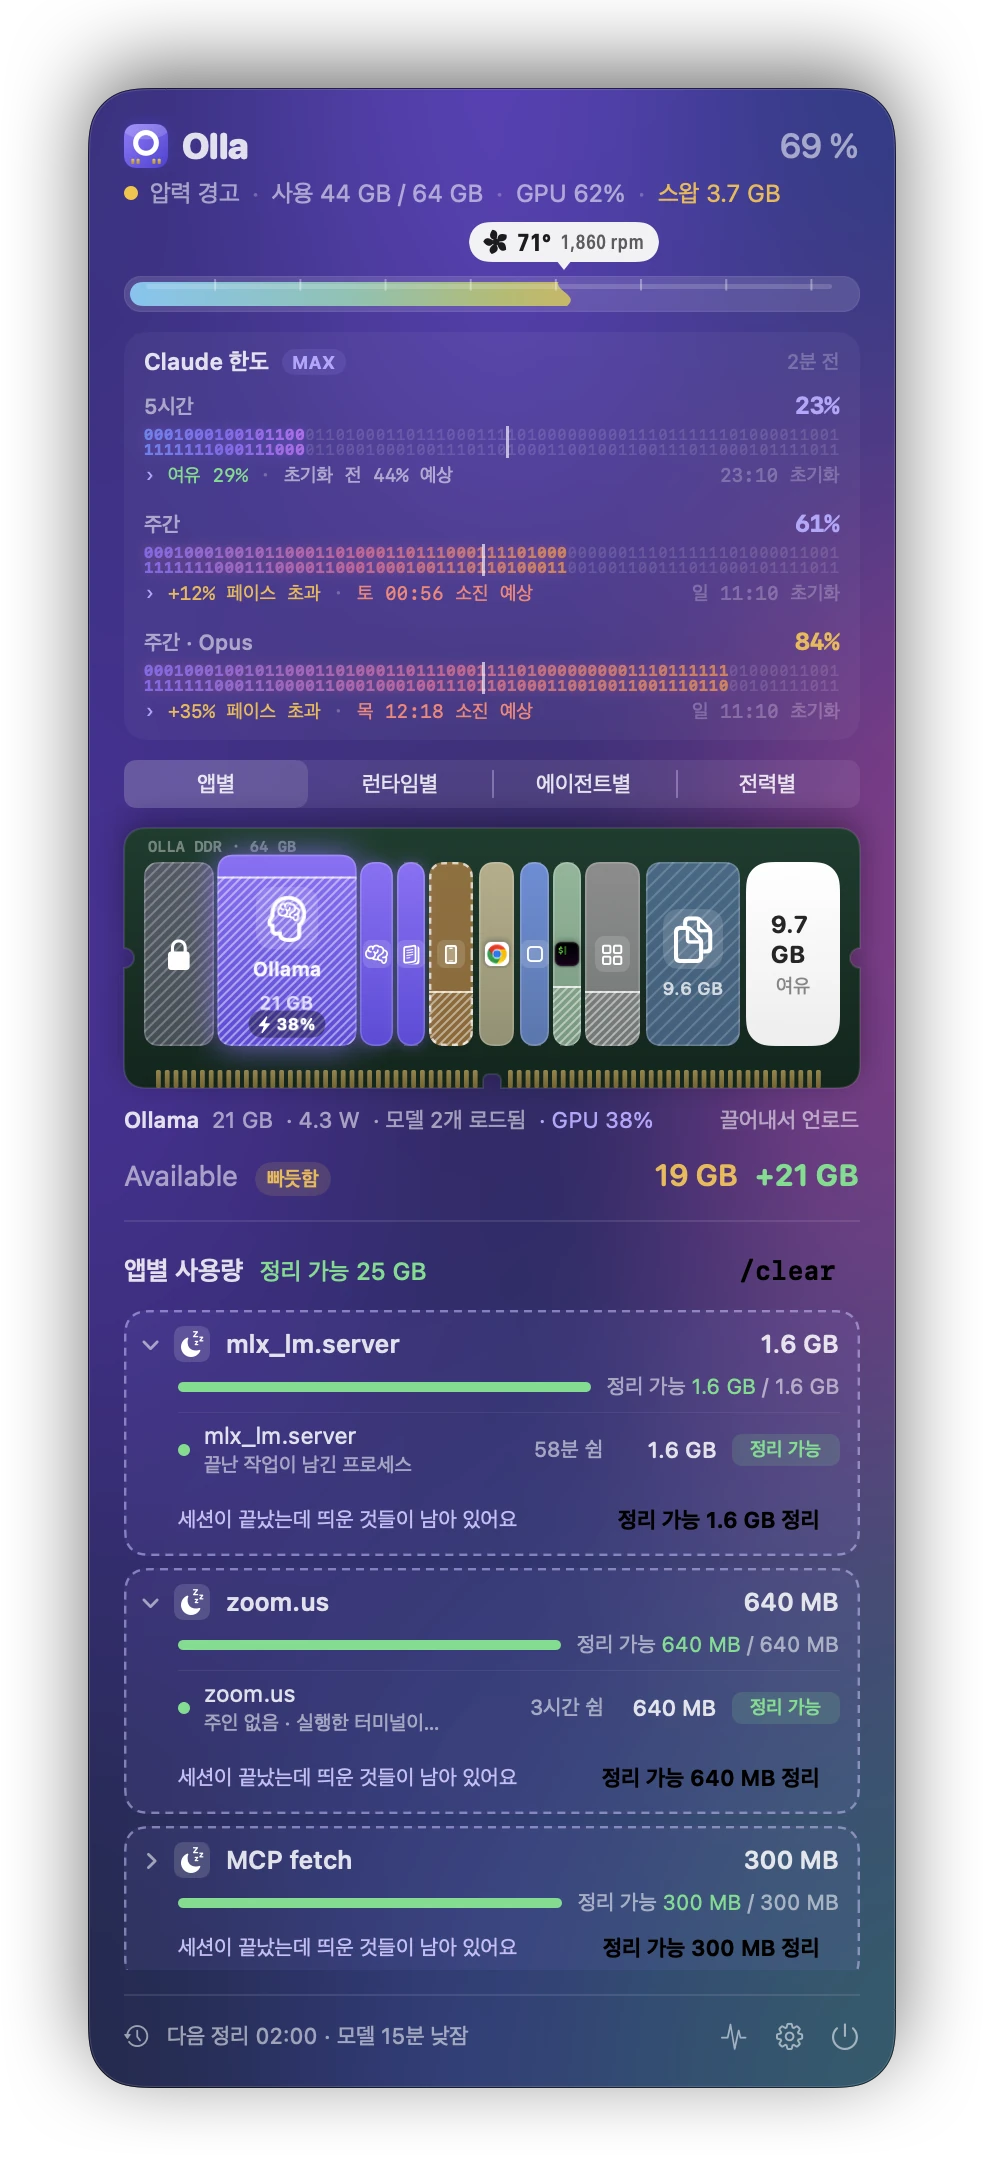 Olla
69 %
압력 경고 · 사용 44 GB / 64 GB · GPU 62% · 스왑 3.7 GB
71° 1,860 rpm
Claude 한도 MAX 2분 전
5시간 23%
› 여유 29% · 초기화 전 44% 예상 23:10 초기화
주간 61%
› +12% 페이스 초과 · 토 00:56 소진 예상 일 11:10 초기화
주간 · Opus 84%
› +35% 페이스 초과 · 목 12:18 소진 예상 일 11:10 초기화
앱별 런타임별 에이전트별 전력별
OLLA DDR · 64 GB
Ollama
21 GB
38%
9.6 GB
9.7
GB
여유
Ollama 21 GB · 4.3 W · 모델 2개 로드됨 · GPU 38% 끌어내서 언로드
Available 빠듯함 19 GB +21 GB
앱별 사용량 정리 가능 25 GB /clear
mlx_lm.server 1.6 GB
정리 가능 1.6 GB / 1.6 GB
mlx_lm.server
끝난 작업이 남긴 프로세스
58분 쉼 1.6 GB 정리 가능
세션이 끝났는데 띄운 것들이 남아 있어요 정리 가능 1.6 GB 정리
zoom.us 640 MB
정리 가능 640 MB / 640 MB
zoom.us
주인 없음 · 실행한 터미널이...
3시간 쉼 640 MB 정리 가능
세션이 끝났는데 띄운 것들이 남아 있어요 정리 가능 640 MB 정리
MCP fetch 300 MB
정리 가능 300 MB / 300 MB
세션이 끝났는데 띄운 것들이 남아 있어요 정리 가능 300 MB 정리
다음 정리 02:00 · 모델 15분 낮잠